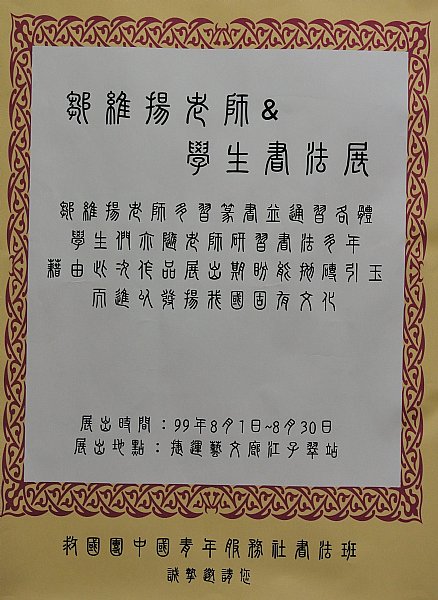 鄒維揚老師&
學生書法展
鄒維揚老師多習篆書並通習各體
學生們亦隨老師研習書法多年
藉由此次作品展出期盼能拋磚引玉
而進以發揚我國固有文化
展出時間：99年8月1日~8月30日
展出地點：捷運藝文廊江子翠站
救國團中國青年服務社書法班
誠摯邀請您